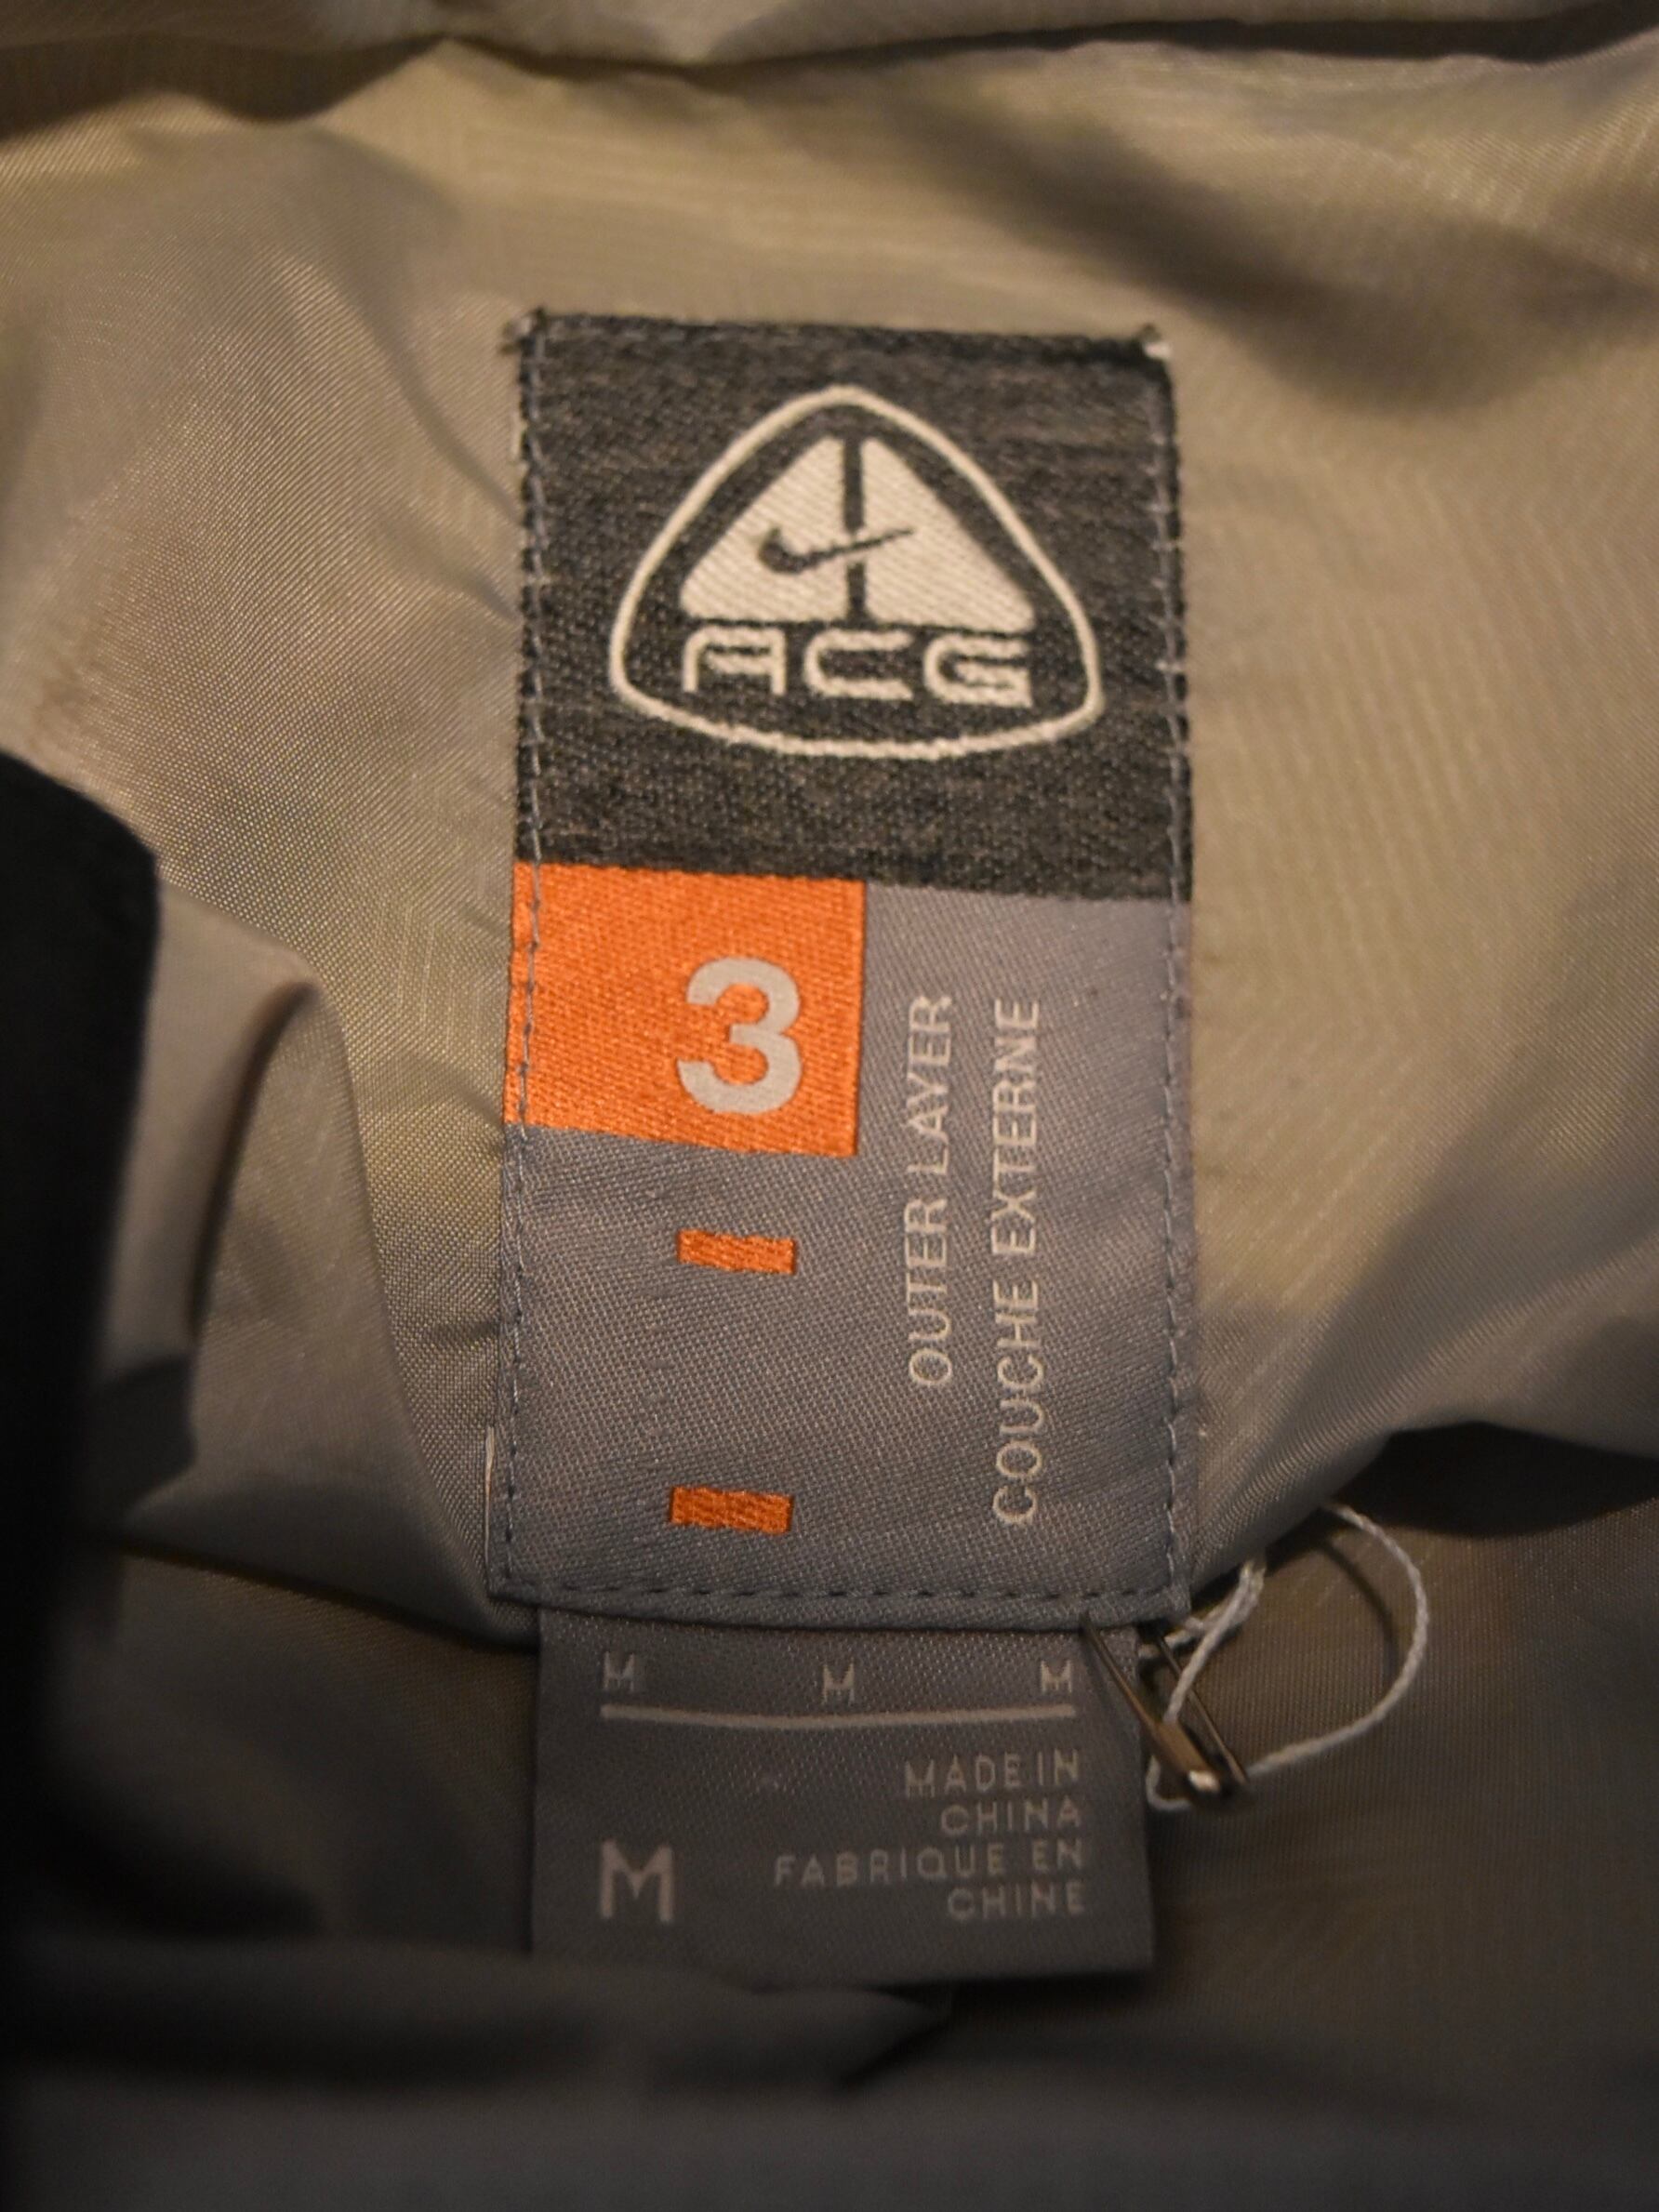 ACG
3
OUTER LAYER
COUCHE EXTERNE
M M M
MADE IN
CHINA
FABRIQUE EN
CHINE
M